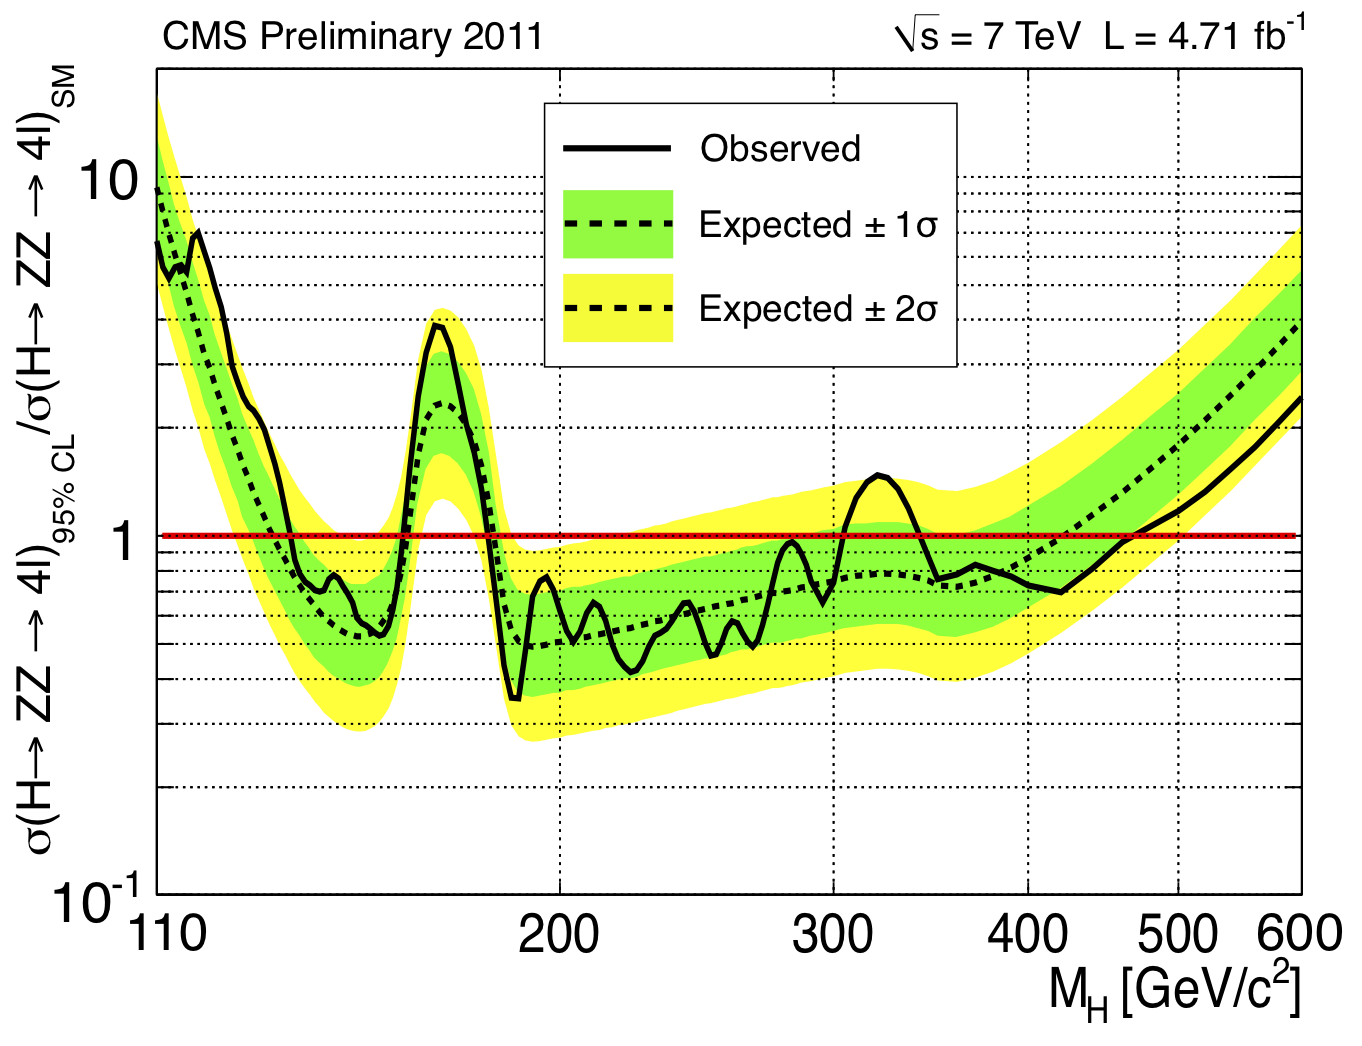 CMS Preliminary 2011
√s = 7 TeV L = 4.71 fb⁻¹
σ(H→ ZZ → 4l)95% CL/σ(H→ ZZ → 4l)SM
Observed
Expected ± 1σ
Expected ± 2σ
10
1
10⁻¹
110 200 300 400 500 600
MH [GeV/c²]